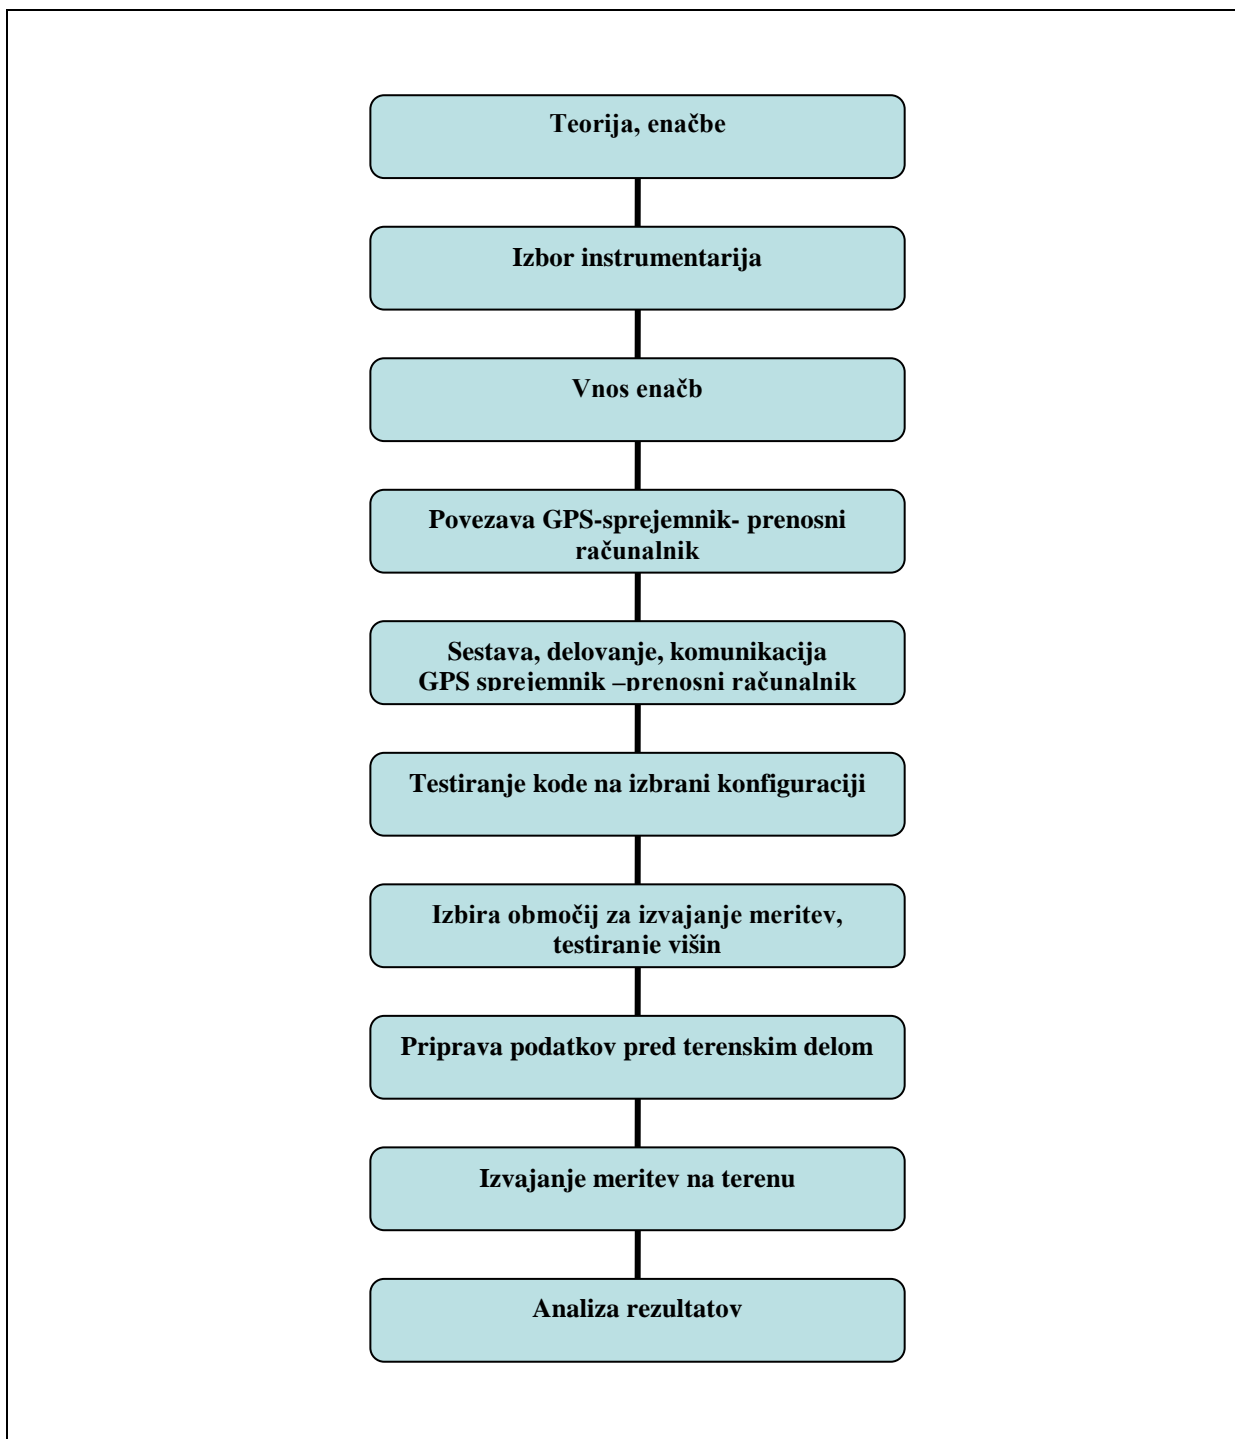 Teorija, enačbe
Izbor instrumentarija
Vnos enačb
Povezava GPS-sprejemnik- prenosni
računalnik
Sestava, delovanje, komunikacija
GPS sprejemnik –prenosni računalnik
Testiranje kode na izbrani konfiguraciji
Izbira območij za izvajanje meritev,
testiranje višin
Priprava podatkov pred terenskim delom
Izvajanje meritev na terenu
Analiza rezultatov